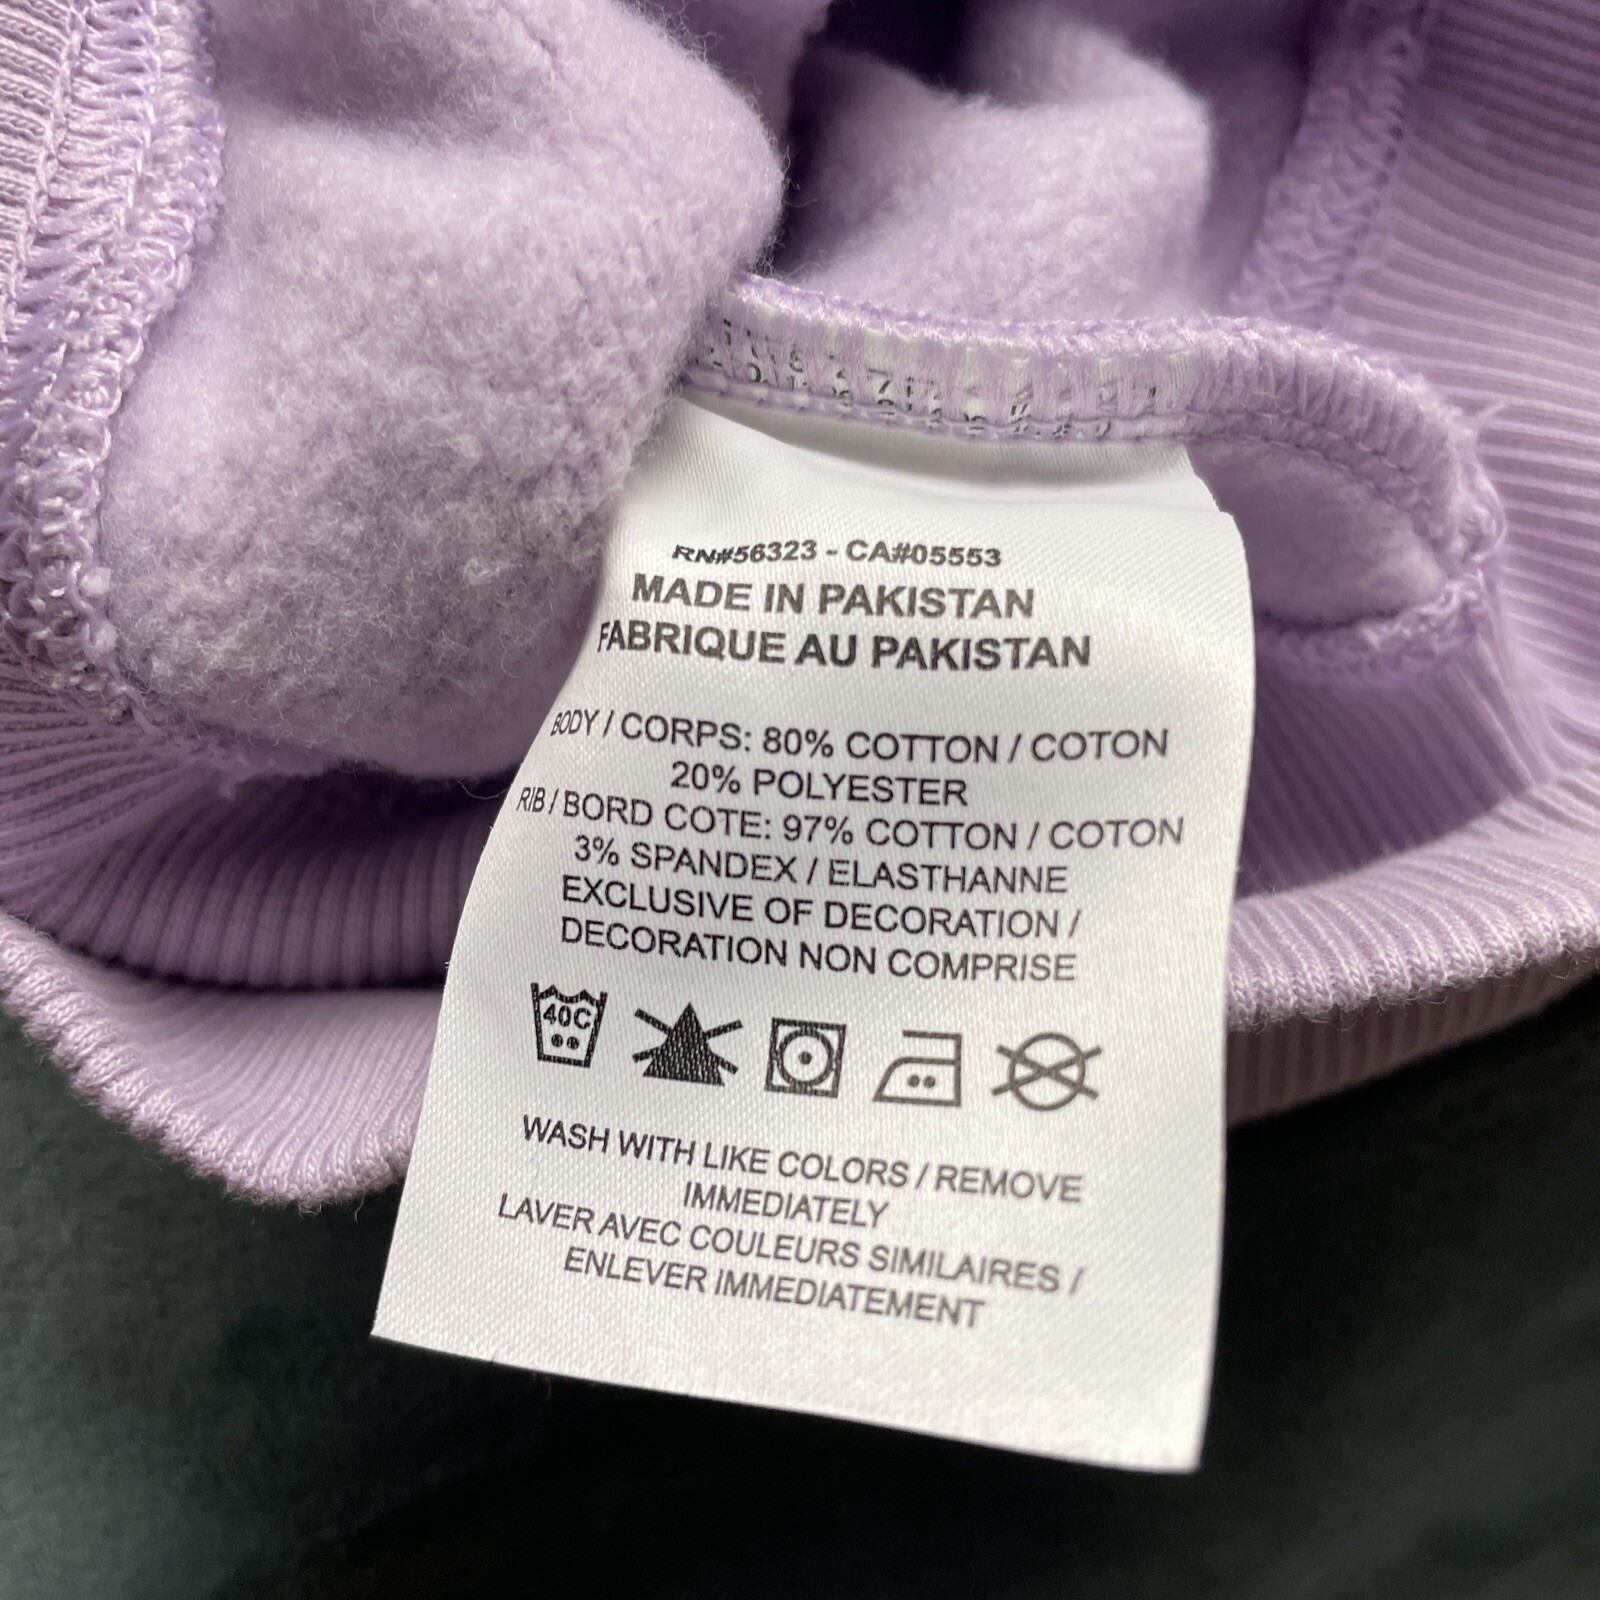 RN#56323 - CA#05553
MADE IN PAKISTAN
FABRIQUE AU PAKISTAN
BODY / CORPS: 80% COTTON / COTON
20% POLYESTER
RIB / BORD COTE: 97% COTTON / COTON
3% SPANDEX / ELASTHANNE
EXCLUSIVE OF DECORATION /
DECORATION NON COMPRISE
40C
WASH WITH LIKE COLORS / REMOVE
IMMEDIATELY
LAVER AVEC COULEURS SIMILAIRES /
ENLEVER IMMEDIATEMENT